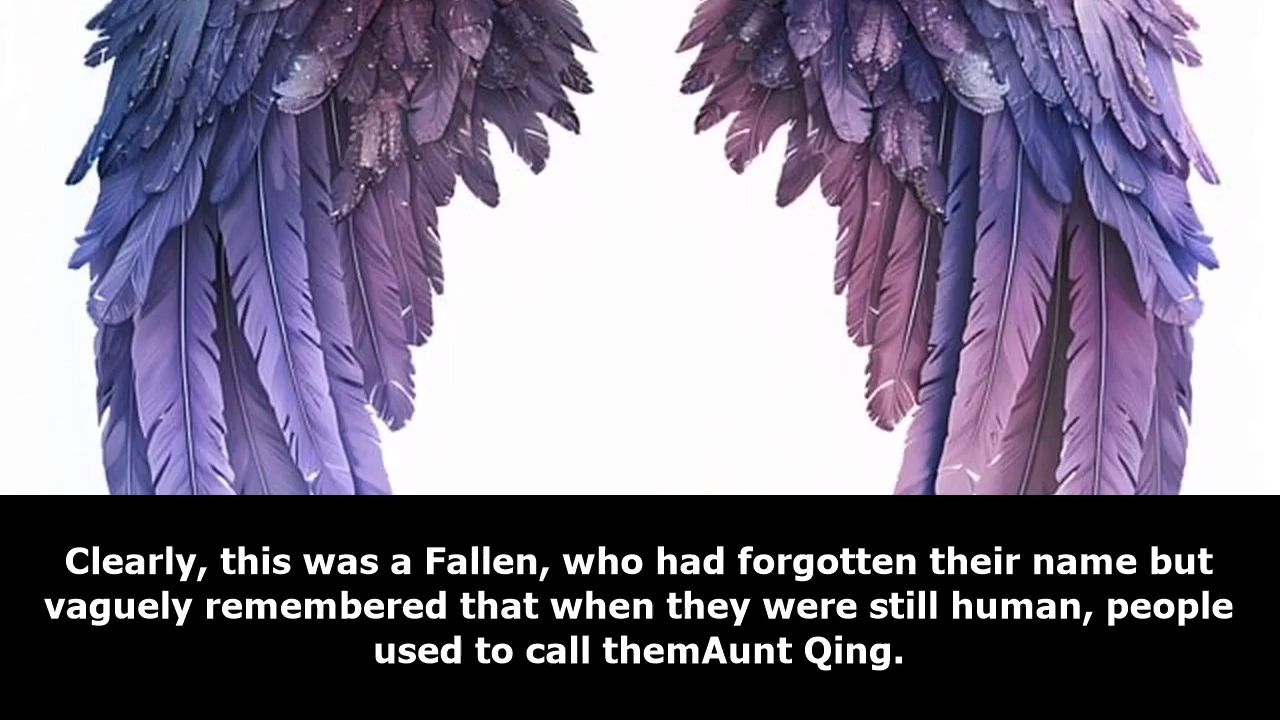 Clearly, this was a Fallen, who had forgotten their name but
vaguely remembered that when they were still human, people
used to call themAunt Qing.